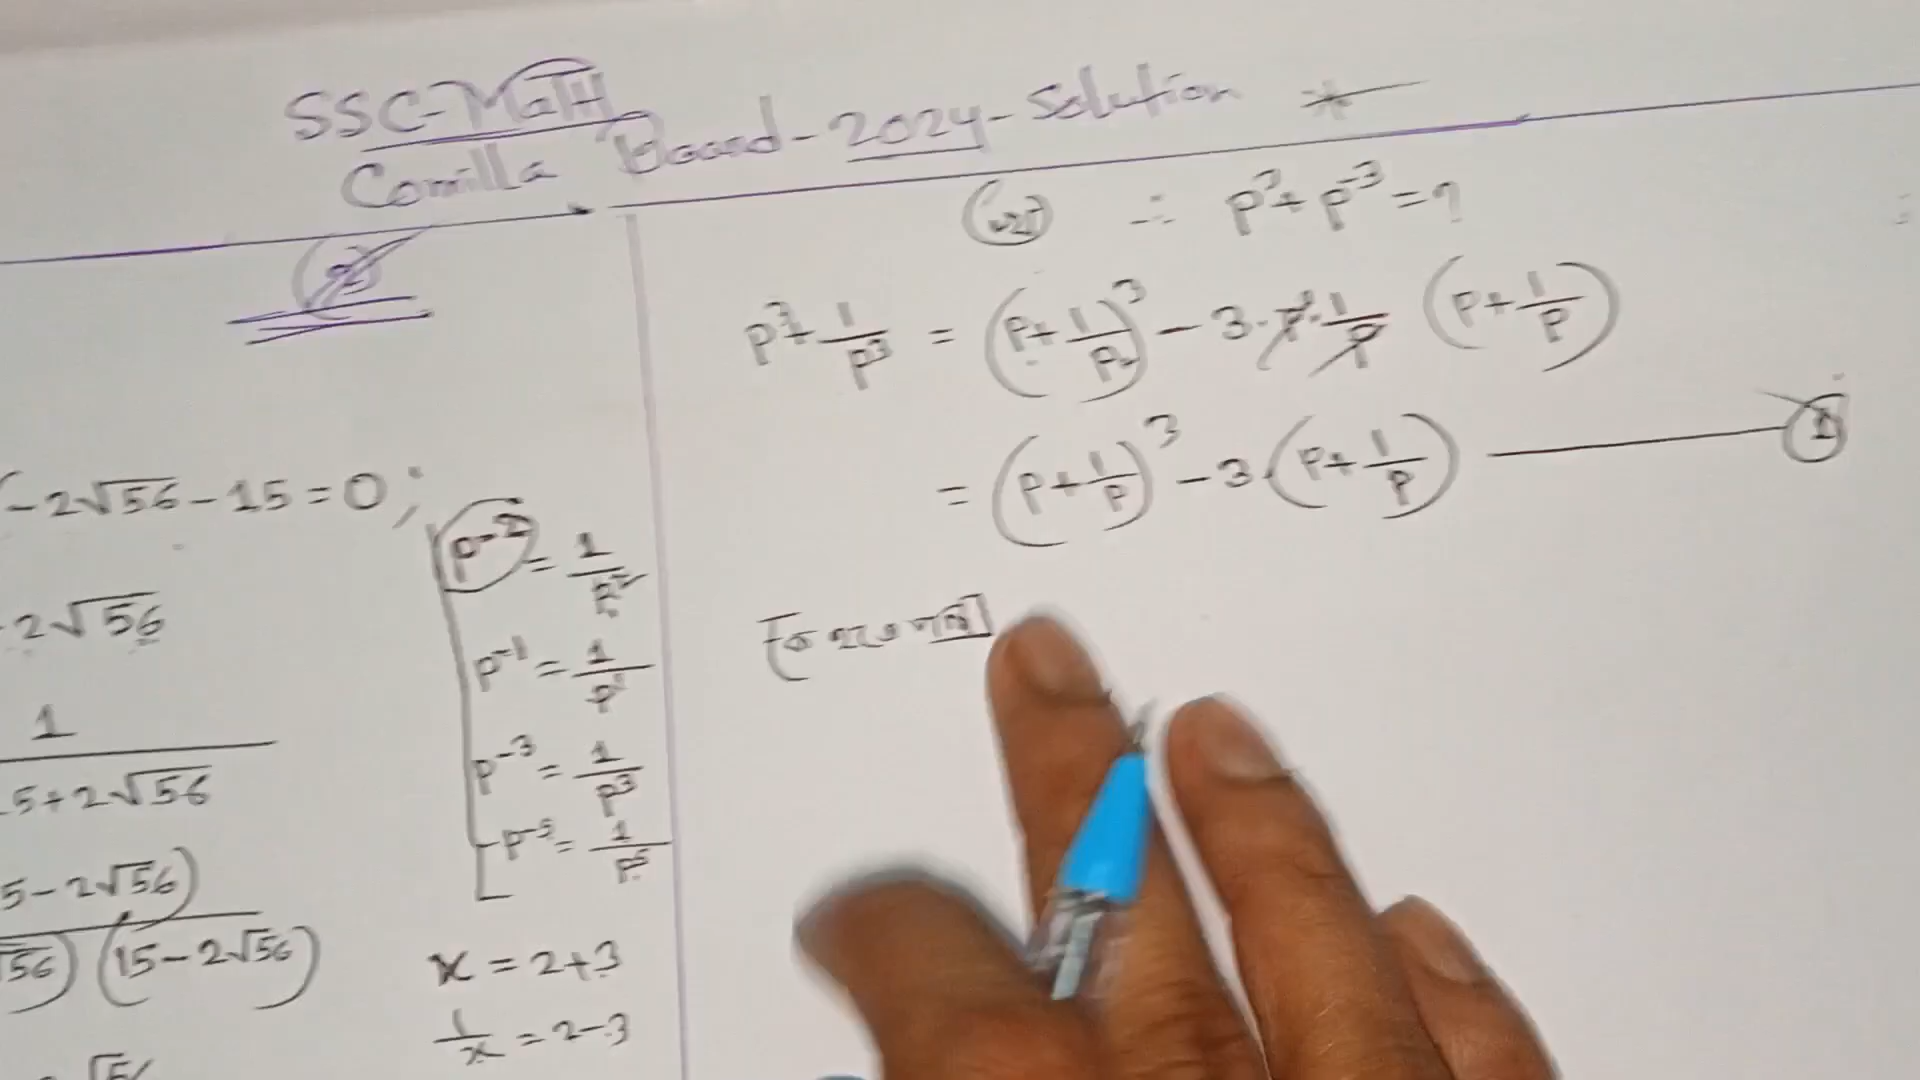 SSC-MatH
Comilla Board-2024-Solution
-2√56-15=0;
2√56
1
5+2√56
5-2√56)
√56) (15-2√56)
p⁻² = 1/p²
p⁻¹ = 1/p¹
p⁻³ = 1/p³
p⁻⁵ = 1/p⁵
x = 2+3
1/x = 2-3
∴ p³+p⁻³=?
p³+1/p³ = (p+1/p)³ - 3·p·1/p (p+1/p)
= (p+1/p)³ - 3·(p+1/p)